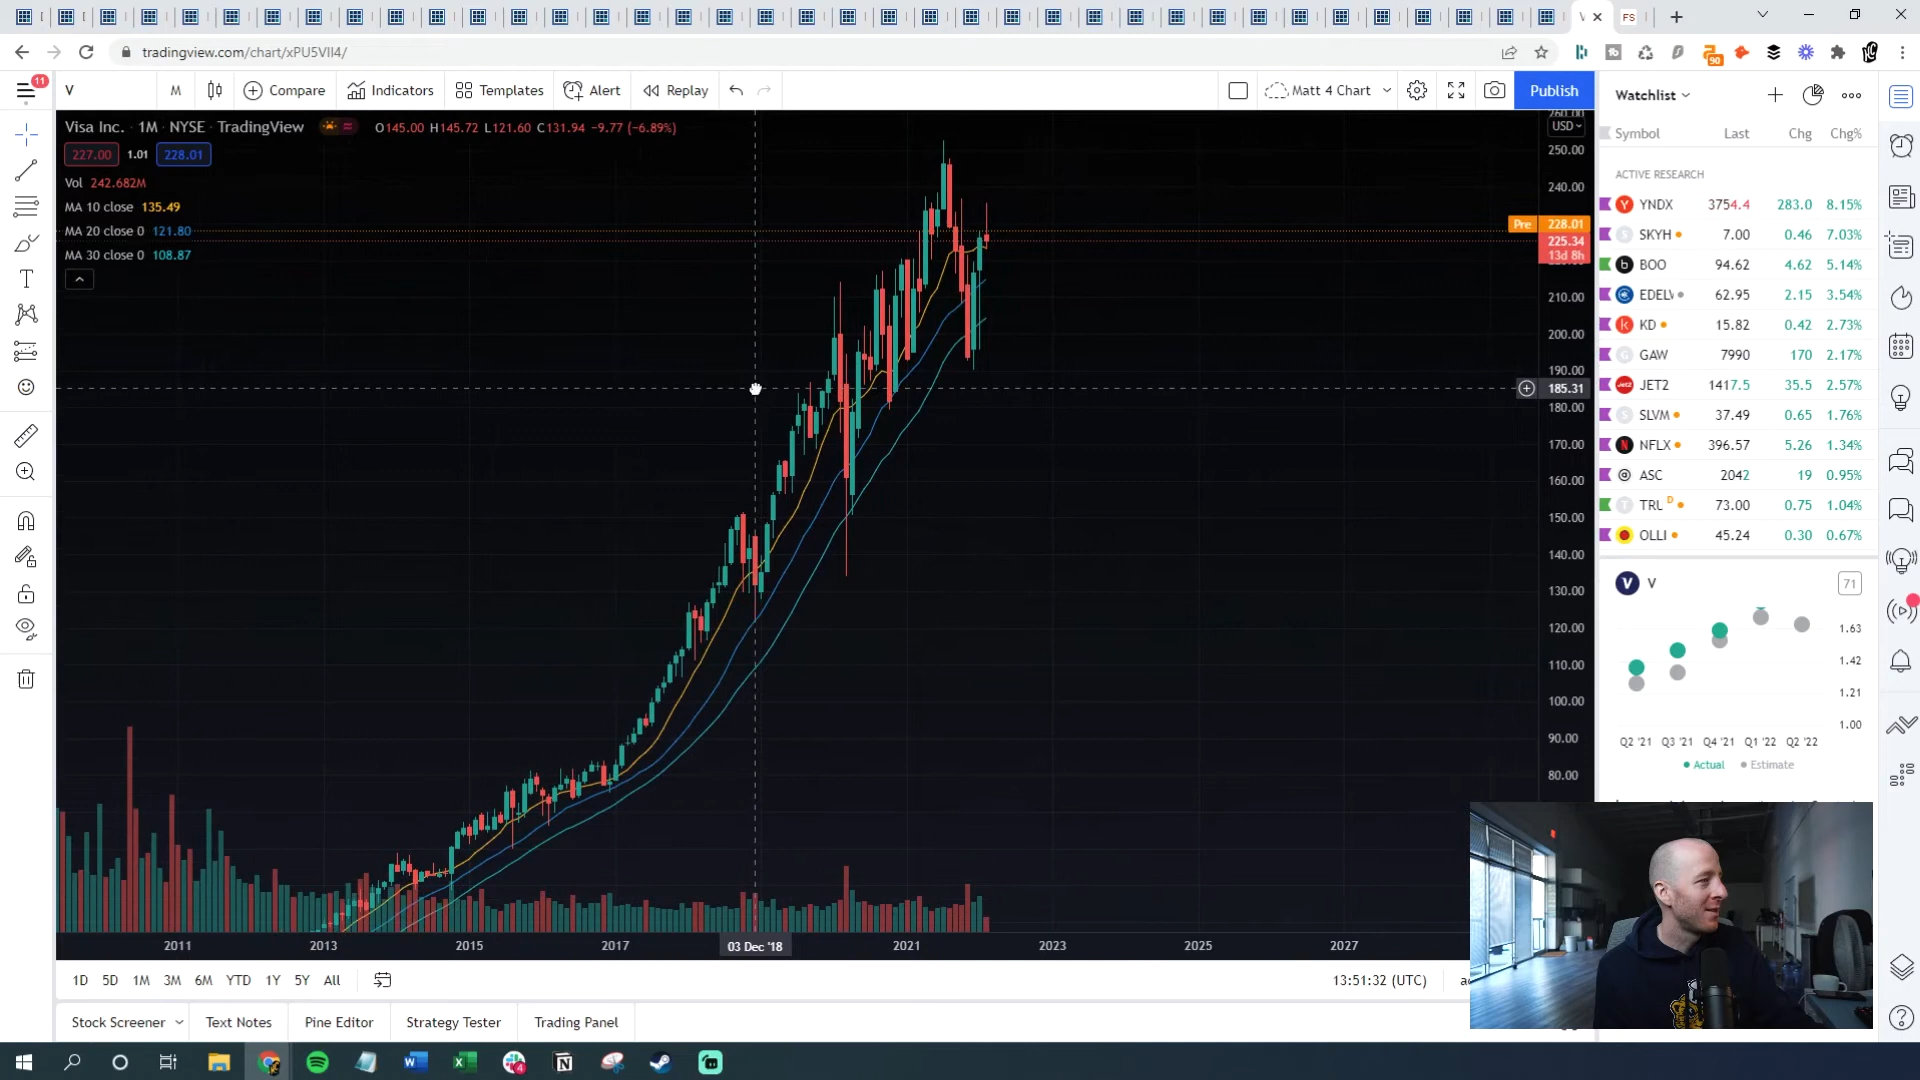 FS
tradingview.com/chart/xPU5VII4/
90
11
V
M
Compare
Indicators
Templates
Alert
Replay
Matt 4 Chart
Publish
Visa Inc. · 1M · NYSE · TradingView
O145.00 H145.72 L121.60 C131.94 −9.77 (−6.89%)
227.00 1.01 228.01
Vol 242.682M
MA 10 close 135.49
MA 20 close 0 121.80
MA 30 close 0 108.87
USD
250.00
240.00
Pre 228.01
225.34
13d 8h
210.00
200.00
190.00
185.31
180.00
170.00
160.00
150.00
140.00
130.00
120.00
110.00
100.00
90.00
80.00
2011
2013
2015
2017
03 Dec '18
2021
2023
2025
2027
1D 5D 1M 3M 6M YTD 1Y 5Y All
13:51:32 (UTC)
Stock Screener
Text Notes
Pine Editor
Strategy Tester
Trading Panel
Watchlist
Symbol Last Chg Chg%
ACTIVE RESEARCH
YNDX 3754.4 283.0 8.15%
SKYH 7.00 0.46 7.03%
BOO 94.62 4.62 5.14%
EDELV 62.95 2.15 3.54%
KD 15.82 0.42 2.73%
GAW 7990 170 2.17%
JET2 1417.5 35.5 2.57%
SLVM 37.49 0.65 1.76%
NFLX 396.57 5.26 1.34%
ASC 2042 19 0.95%
TRU D 73.00 0.75 1.04%
OLLI 45.24 0.30 0.67%
V V 71
1.63
1.42
1.21
1.00
Q2 '21 Q3 '21 Q4 '21 Q1 '22 Q2 '22
Actual Estimate
4